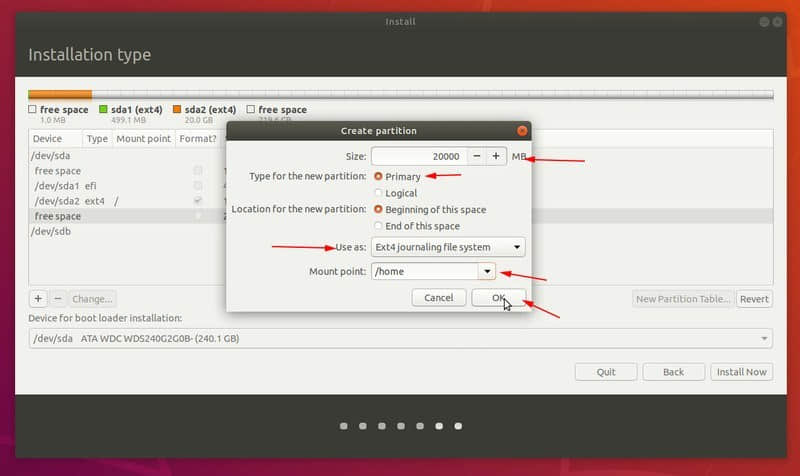 Install
Installation type
free space sda1 (ext4) sda2 (ext4) free space
1.0 MB 499.1 MB 20.0 GB 219.6 GB
Create partition
Device Type Mount point Format?
Size: 20000 − + MB
/dev/sda
free space
Type for the new partition: Primary
/dev/sda1 efi
Logical
/dev/sda2 ext4 /
Location for the new partition: Beginning of this space
free space
End of this space
/dev/sdb
Use as: Ext4 journaling file system
Mount point: /home
Cancel OK
+ − Change... New Partition Table... Revert
Device for boot loader installation:
/dev/sda ATA WDC WDS240G2G0B- (240.1 GB)
Quit Back Install Now